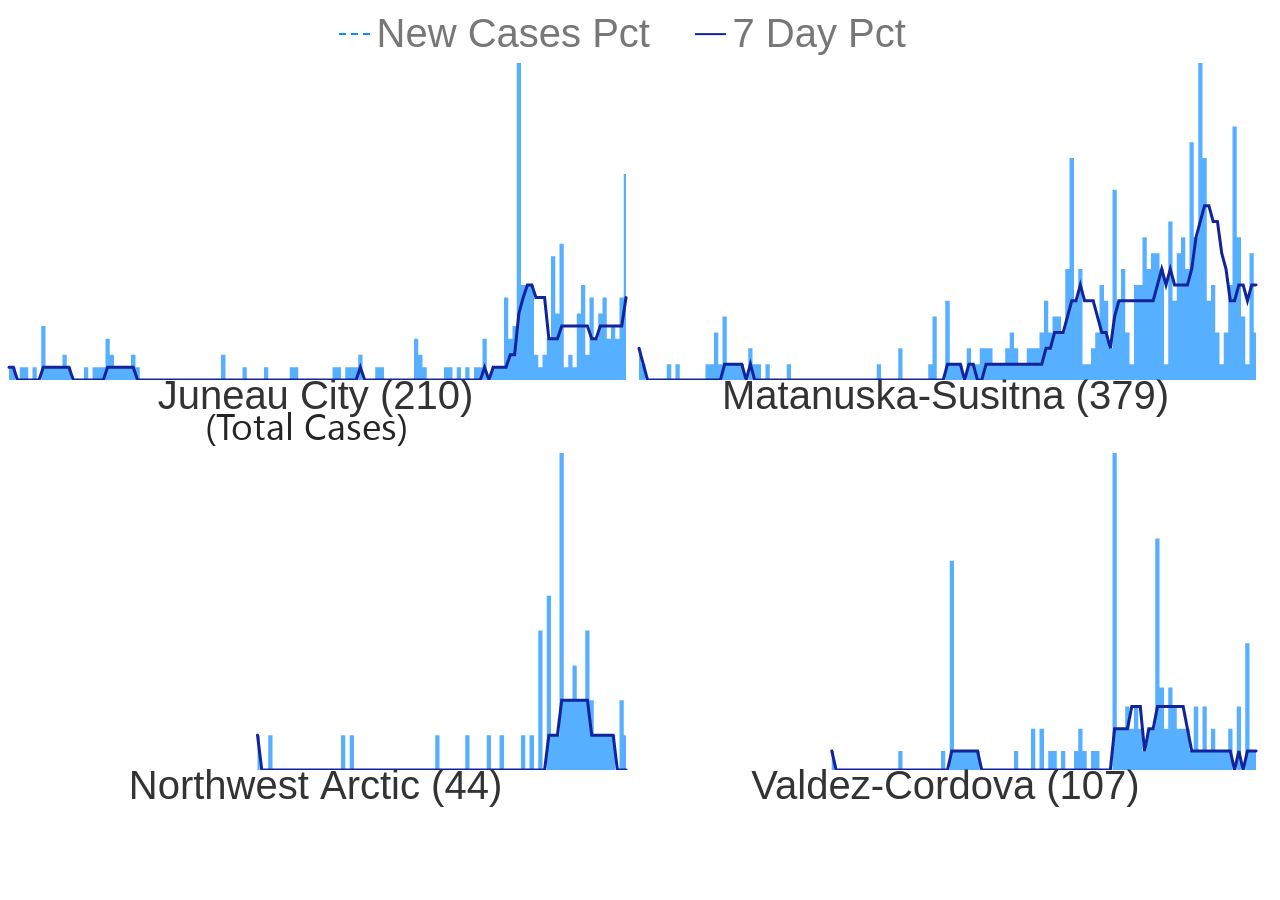 New Cases Pct 7 Day Pct
Juneau City (210) Matanuska-Susitna (379)
(Total Cases)
Northwest Arctic (44) Valdez-Cordova (107)